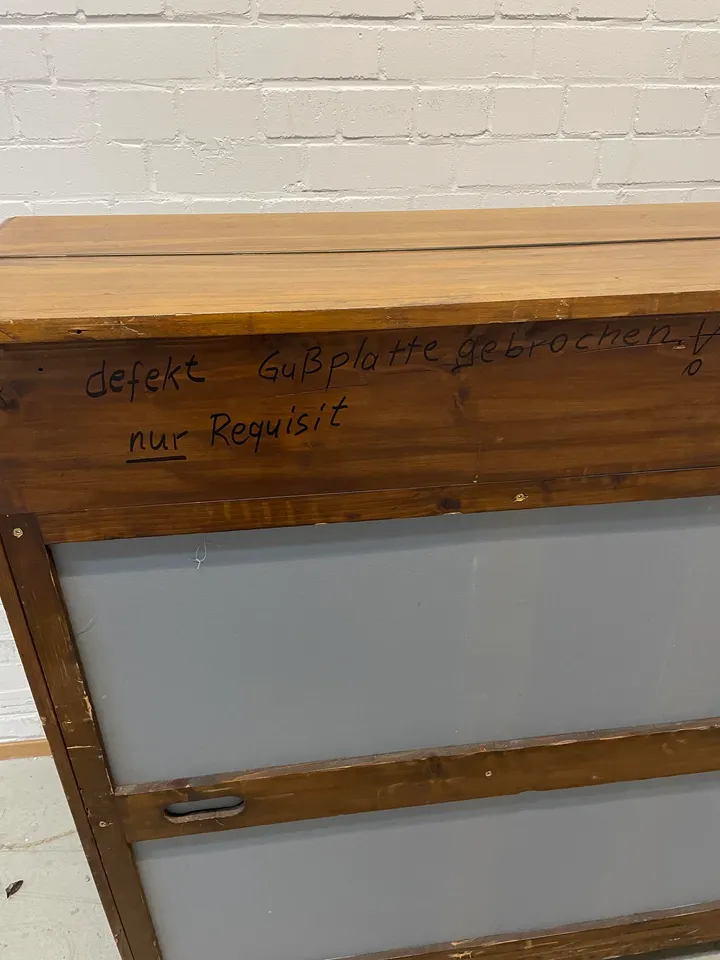 defekt Gußplatte gebrochen.
nur Requisit